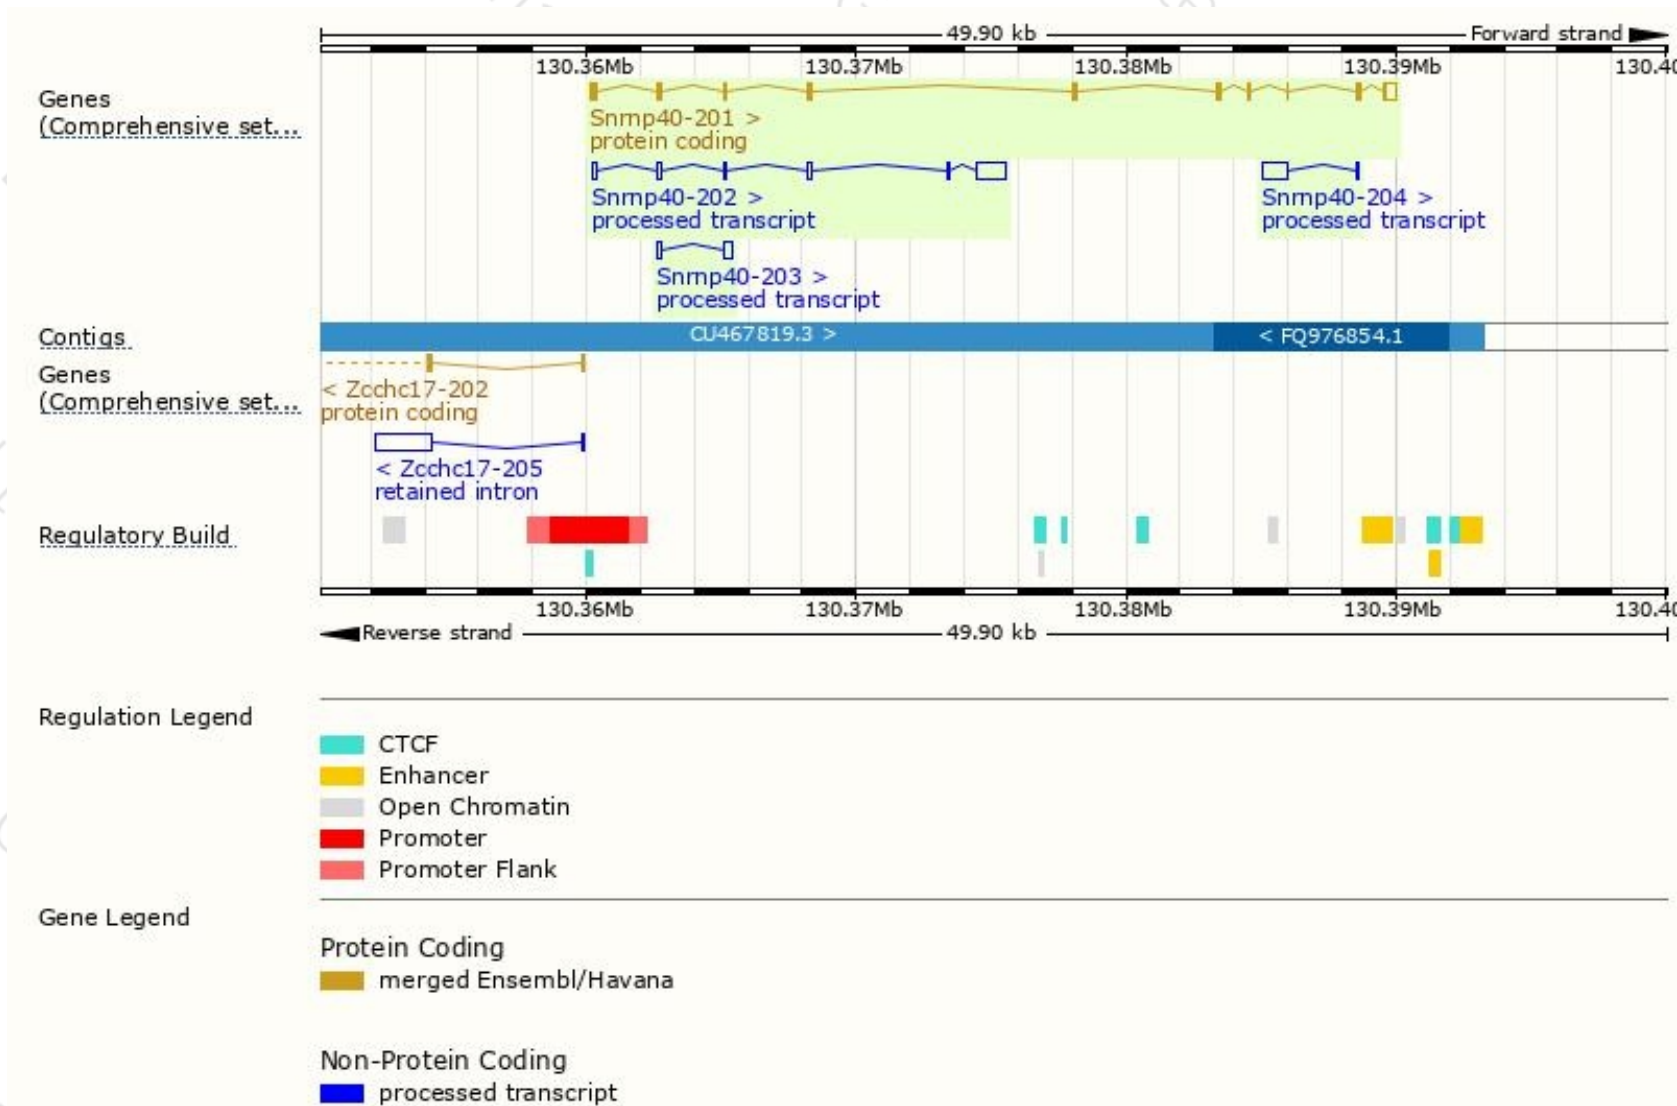 49.90 kb
Forward strand
130.36Mb 130.37Mb 130.38Mb 130.39Mb 130.40
Genes
(Comprehensive set...
Snrnp40-201 >
protein coding
Snrnp40-202 >
processed transcript
Snrnp40-204 >
processed transcript
Snrnp40-203 >
processed transcript
Contigs
CU467819.3 >
< FQ976854.1
Genes
(Comprehensive set...
< Zcchc17-202
protein coding
< Zcchc17-205
retained intron
Regulatory Build
130.36Mb 130.37Mb 130.38Mb 130.39Mb 130.40
Reverse strand
49.90 kb
Regulation Legend
CTCF
Enhancer
Open Chromatin
Promoter
Promoter Flank
Gene Legend
Protein Coding
merged Ensembl/Havana
Non-Protein Coding
processed transcript